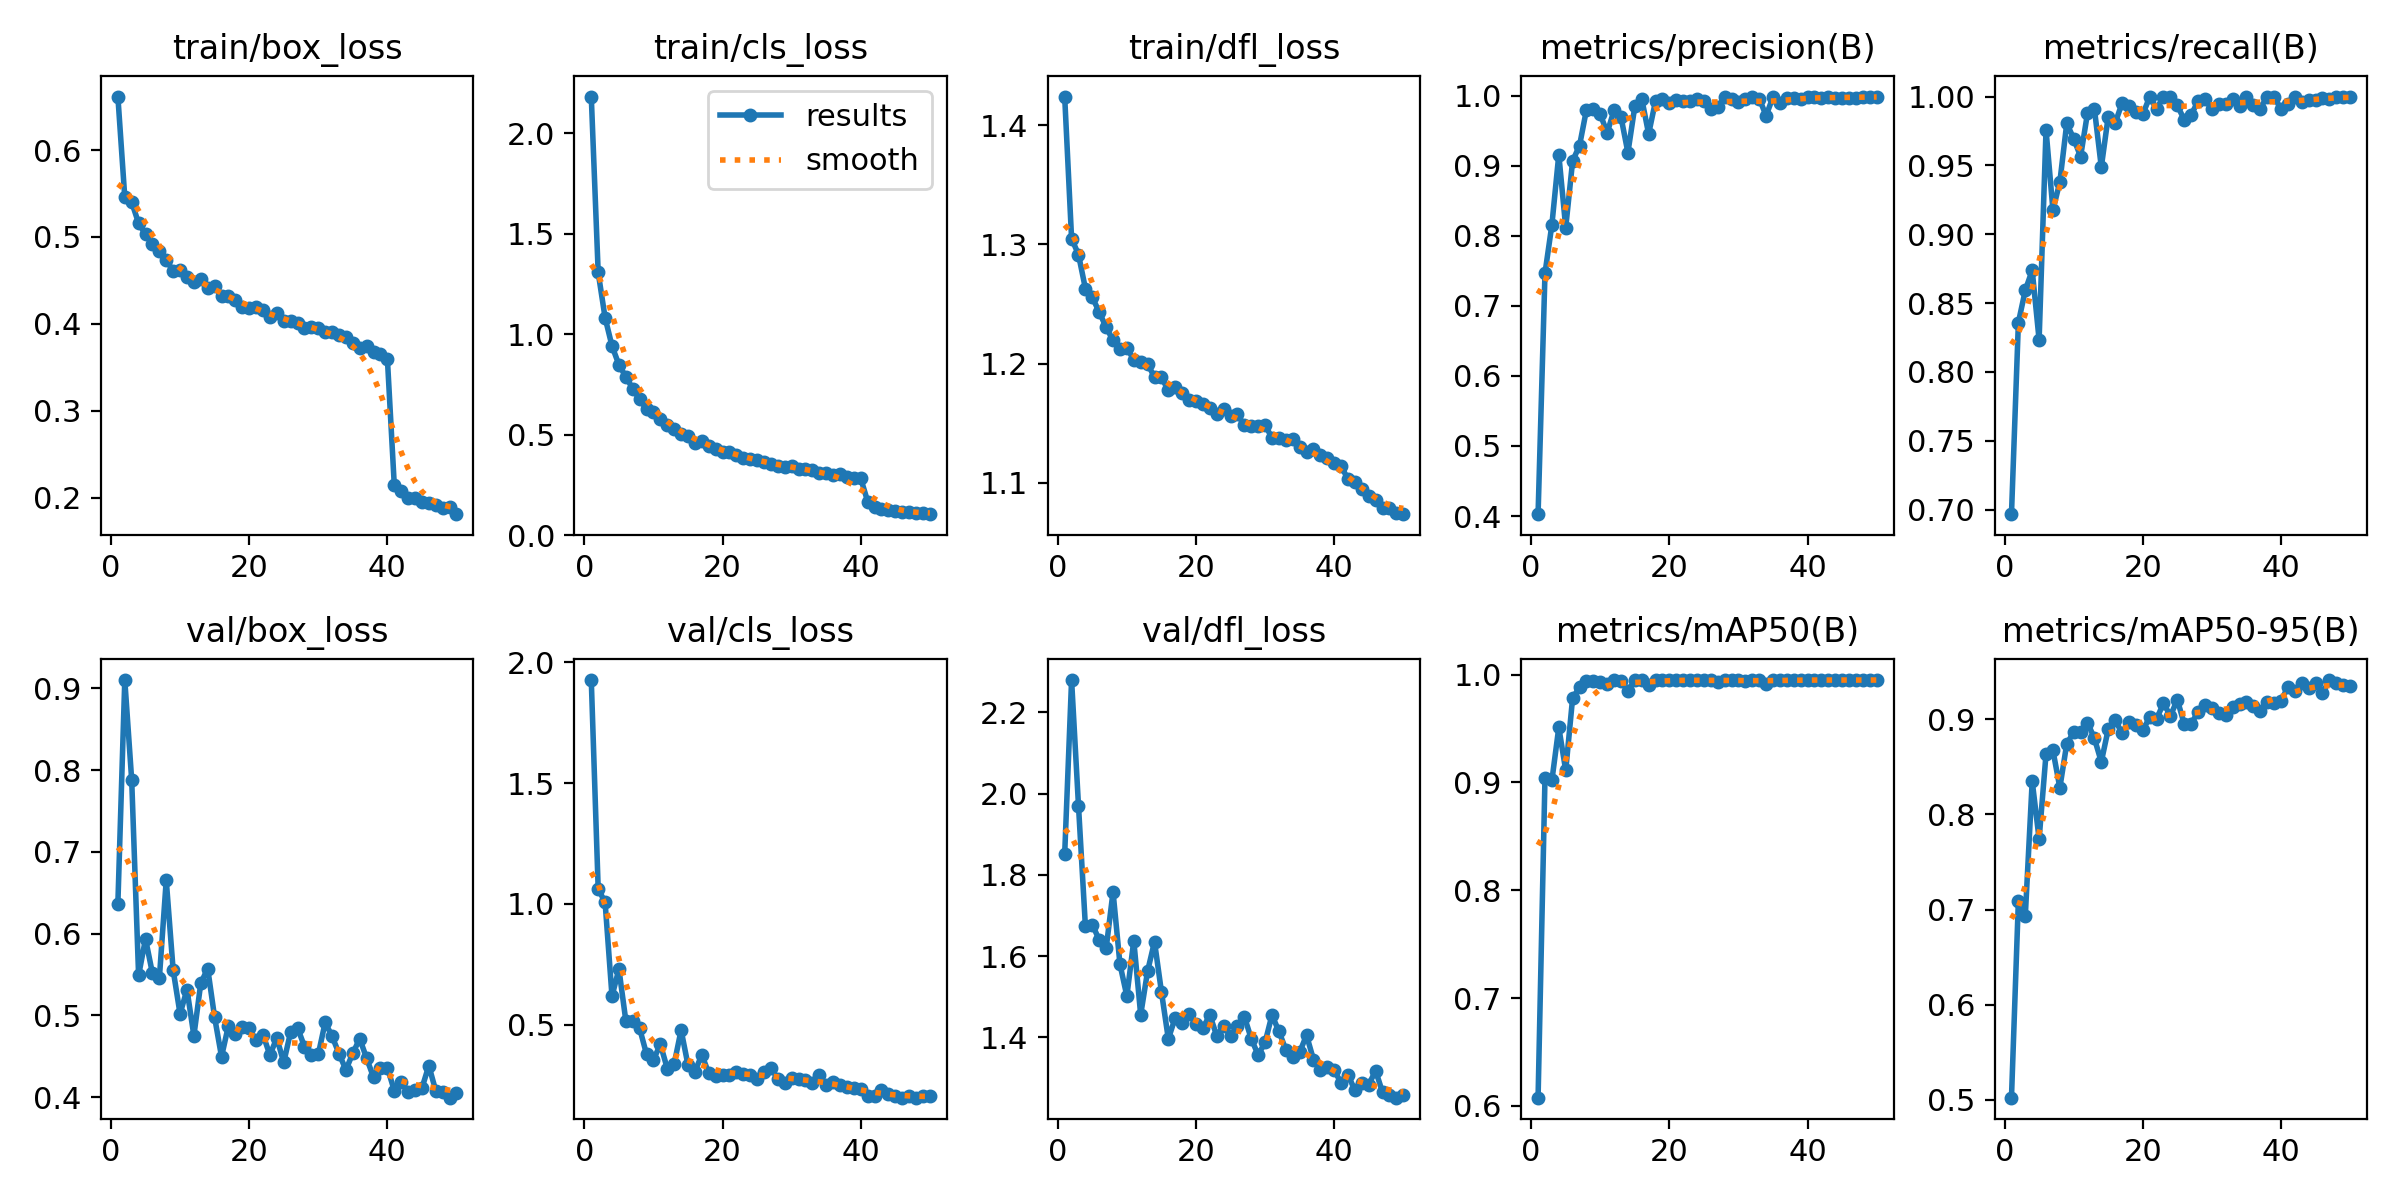 train/box_loss
0.6
0.5
0.4
0.3
0.2
0 20 40
train/cls_loss
results
smooth
2.0
1.5
1.0
0.5
0.0
0 20 40
train/dfl_loss
1.4
1.3
1.2
1.1
0 20 40
metrics/precision(B)
1.0
0.9
0.8
0.7
0.6
0.5
0.4
0 20 40
metrics/recall(B)
1.00
0.95
0.90
0.85
0.80
0.75
0.70
0 20 40
val/box_loss
0.9
0.8
0.7
0.6
0.5
0.4
0 20 40
val/cls_loss
2.0
1.5
1.0
0.5
0 20 40
val/dfl_loss
2.2
2.0
1.8
1.6
1.4
0 20 40
metrics/mAP50(B)
1.0
0.9
0.8
0.7
0.6
0 20 40
metrics/mAP50-95(B)
0.9
0.8
0.7
0.6
0.5
0 20 40